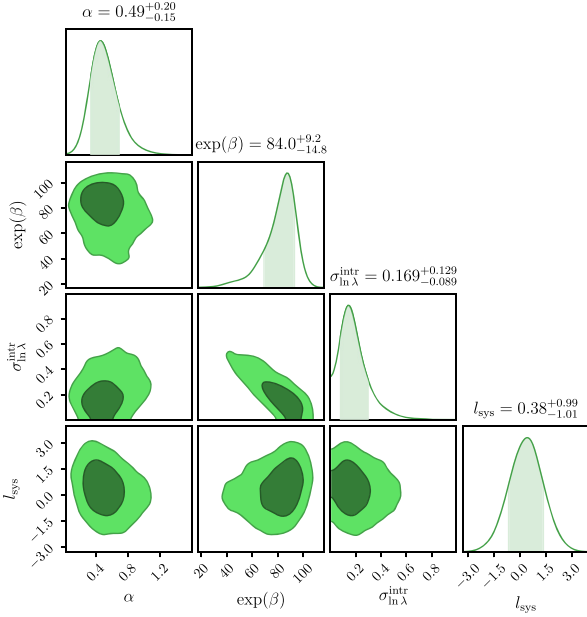 α = 0.49^{+0.20}_{-0.15}
exp(β) = 84.0^{+9.2}_{-14.8}
exp(β)
100
80
60
40
20
σ^{intr}_{ln λ} = 0.169^{+0.129}_{-0.089}
σ^{intr}_{ln λ}
0.8
0.6
0.4
0.2
l_{sys} = 0.38^{+0.99}_{-1.01}
l_{sys}
3.0
1.5
0.0
−1.5
−3.0
0.4 0.8 1.2
α
20 40 60 80 100
exp(β)
0.2 0.4 0.6 0.8
σ^{intr}_{ln λ}
−3.0 −1.5 0.0 1.5 3.0
l_{sys}